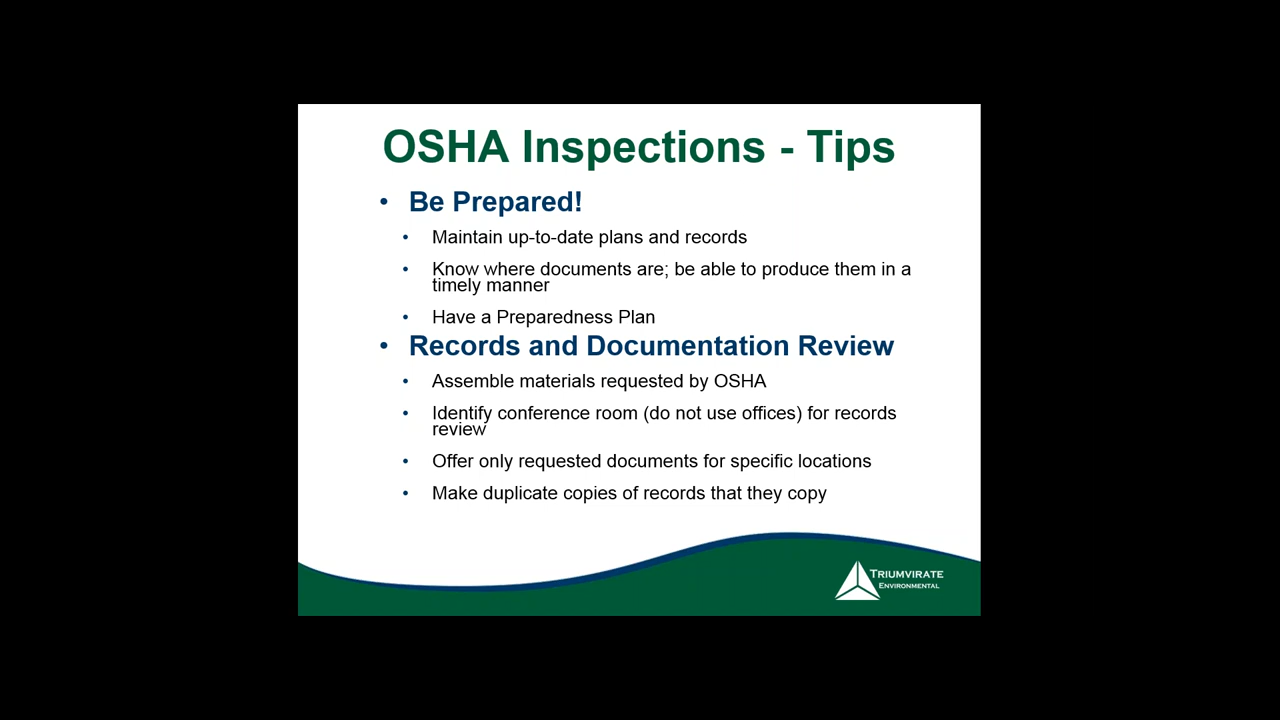 OSHA Inspections - Tips
• Be Prepared!
• Maintain up-to-date plans and records
• Know where documents are; be able to produce them in a
timely manner
• Have a Preparedness Plan
• Records and Documentation Review
• Assemble materials requested by OSHA
• Identify conference room (do not use offices) for records
review
• Offer only requested documents for specific locations
• Make duplicate copies of records that they copy
TRIUMVIRATE
ENVIRONMENTAL